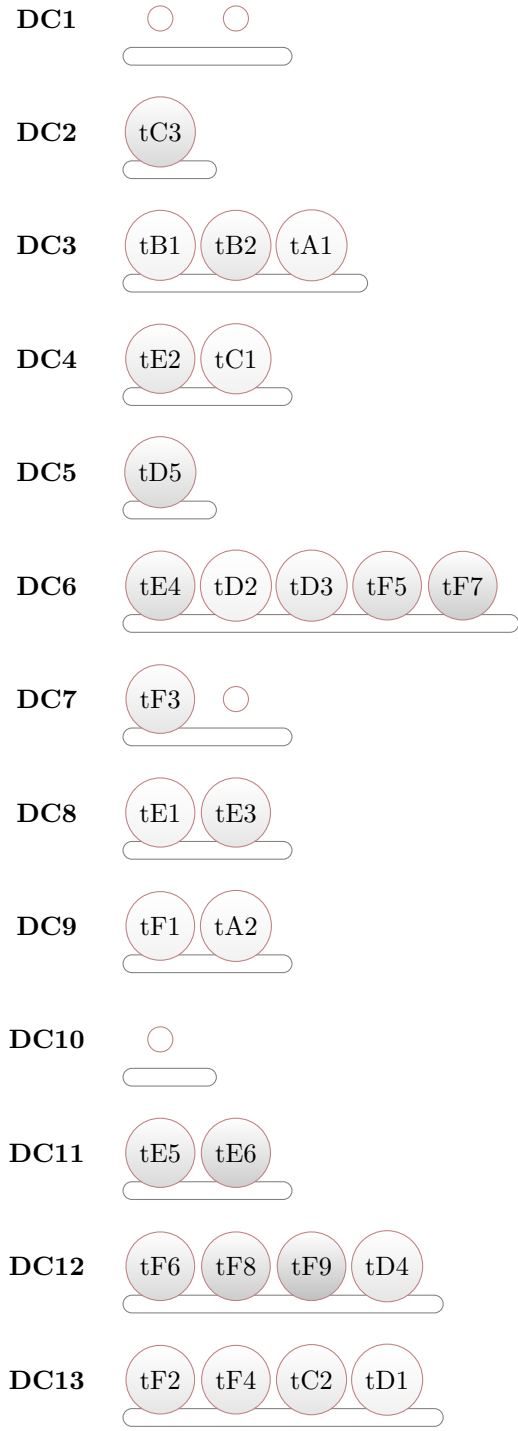 DC1
DC2 tC3
DC3 tB1 tB2 tA1
DC4 tE2 tC1
DC5 tD5
DC6 tE4 tD2 tD3 tF5 tF7
DC7 tF3
DC8 tE1 tE3
DC9 tF1 tA2
DC10
DC11 tE5 tE6
DC12 tF6 tF8 tF9 tD4
DC13 tF2 tF4 tC2 tD1